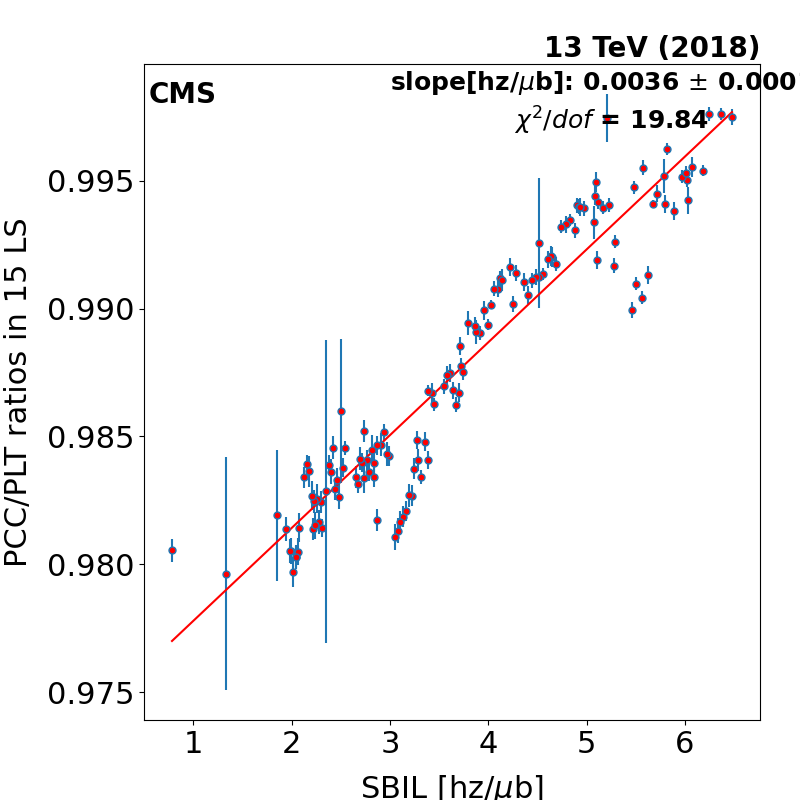 13 TeV (2018)
CMS
slope[hz/μb]: 0.0036 ± 0.000
χ²/dof = 19.84
0.995
0.990
0.985
0.980
0.975
PCC/PLT ratios in 15 LS
1 2 3 4 5 6
SBIL [hz/μb]